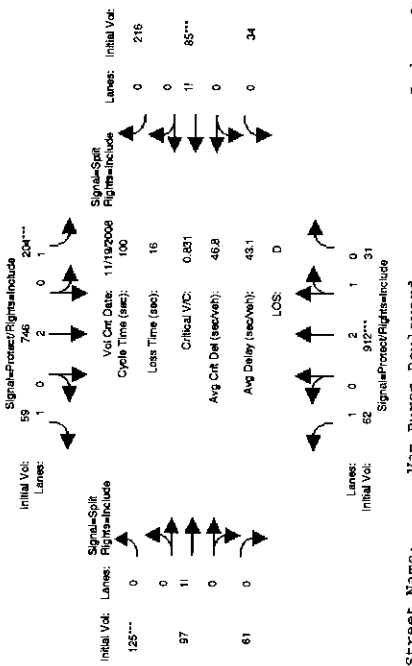 Signal=Protect/Rights=Include
Initial Vol: 59 746 204***
Lanes: 1 0 2 0 1
Initial Vol: Lanes: Signal=Split
Rights=Include
125*** 0
0
97 1!
0
61 0
Vol Cnt Date: 11/19/2008
Cycle Time (sec): 100
Loss Time (sec): 16
Critical V/C: 0.831
Avg Crit Del (sec/veh): 46.8
Avg Delay (sec/veh): 43.1
LOS: D
Signal=Split
Rights=Include Lanes: Initial Vol:
0 216
0
1! 85***
0
0 34
Lanes: 1 0 2 1 0
Initial Vol: 62 912*** 31
Signal=Protect/Rights=Include
Street Name: Van Buren Boulevard